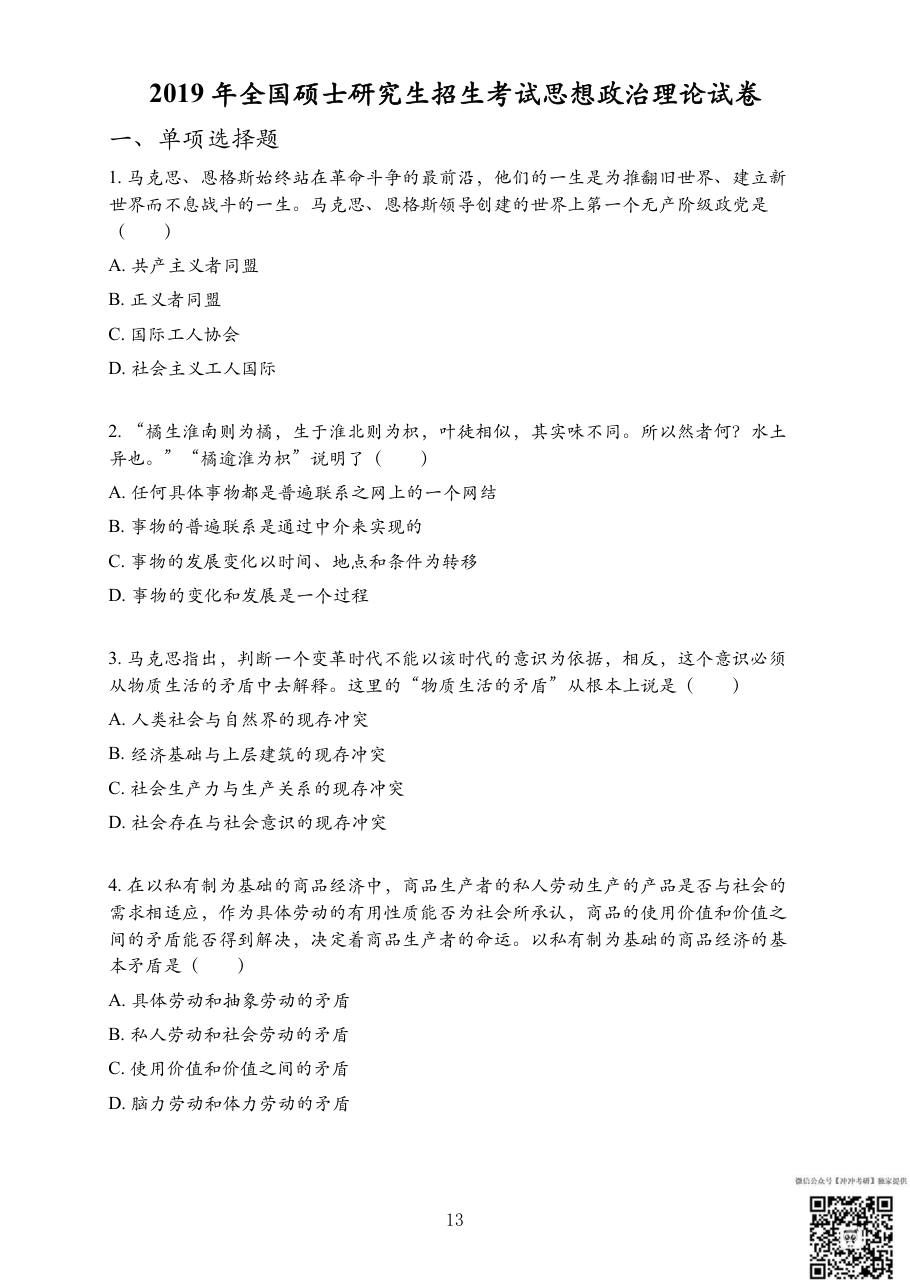 2019 年全国硕士研究生招生考试思想政治理论试卷
一、单项选择题
1. 马克思、恩格斯始终站在革命斗争的最前沿，他们的一生是为推翻旧世界、建立新
世界而不息战斗的一生。马克思、恩格斯领导创建的世界上第一个无产阶级政党是
（　　）
A. 共产主义者同盟
B. 正义者同盟
C. 国际工人协会
D. 社会主义工人国际
2. “橘生淮南则为橘，生于淮北则为枳，叶徒相似，其实味不同。所以然者何？水土
异也。”“橘逾淮为枳”说明了（　　）
A. 任何具体事物都是普遍联系之网上的一个网结
B. 事物的普遍联系是通过中介来实现的
C. 事物的发展变化以时间、地点和条件为转移
D. 事物的变化和发展是一个过程
3. 马克思指出，判断一个变革时代不能以该时代的意识为依据，相反，这个意识必须
从物质生活的矛盾中去解释。这里的“物质生活的矛盾”从根本上说是（　　）
A. 人类社会与自然界的现存冲突
B. 经济基础与上层建筑的现存冲突
C. 社会生产力与生产关系的现存冲突
D. 社会存在与社会意识的现存冲突
4. 在以私有制为基础的商品经济中，商品生产者的私人劳动生产的产品是否与社会的
需求相适应，作为具体劳动的有用性质能否为社会所承认，商品的使用价值和价值之
间的矛盾能否得到解决，决定着商品生产者的命运。以私有制为基础的商品经济的基
本矛盾是（　　）
A. 具体劳动和抽象劳动的矛盾
B. 私人劳动和社会劳动的矛盾
C. 使用价值和价值之间的矛盾
D. 脑力劳动和体力劳动的矛盾
微信公众号【冲冲考研】独家提供
13